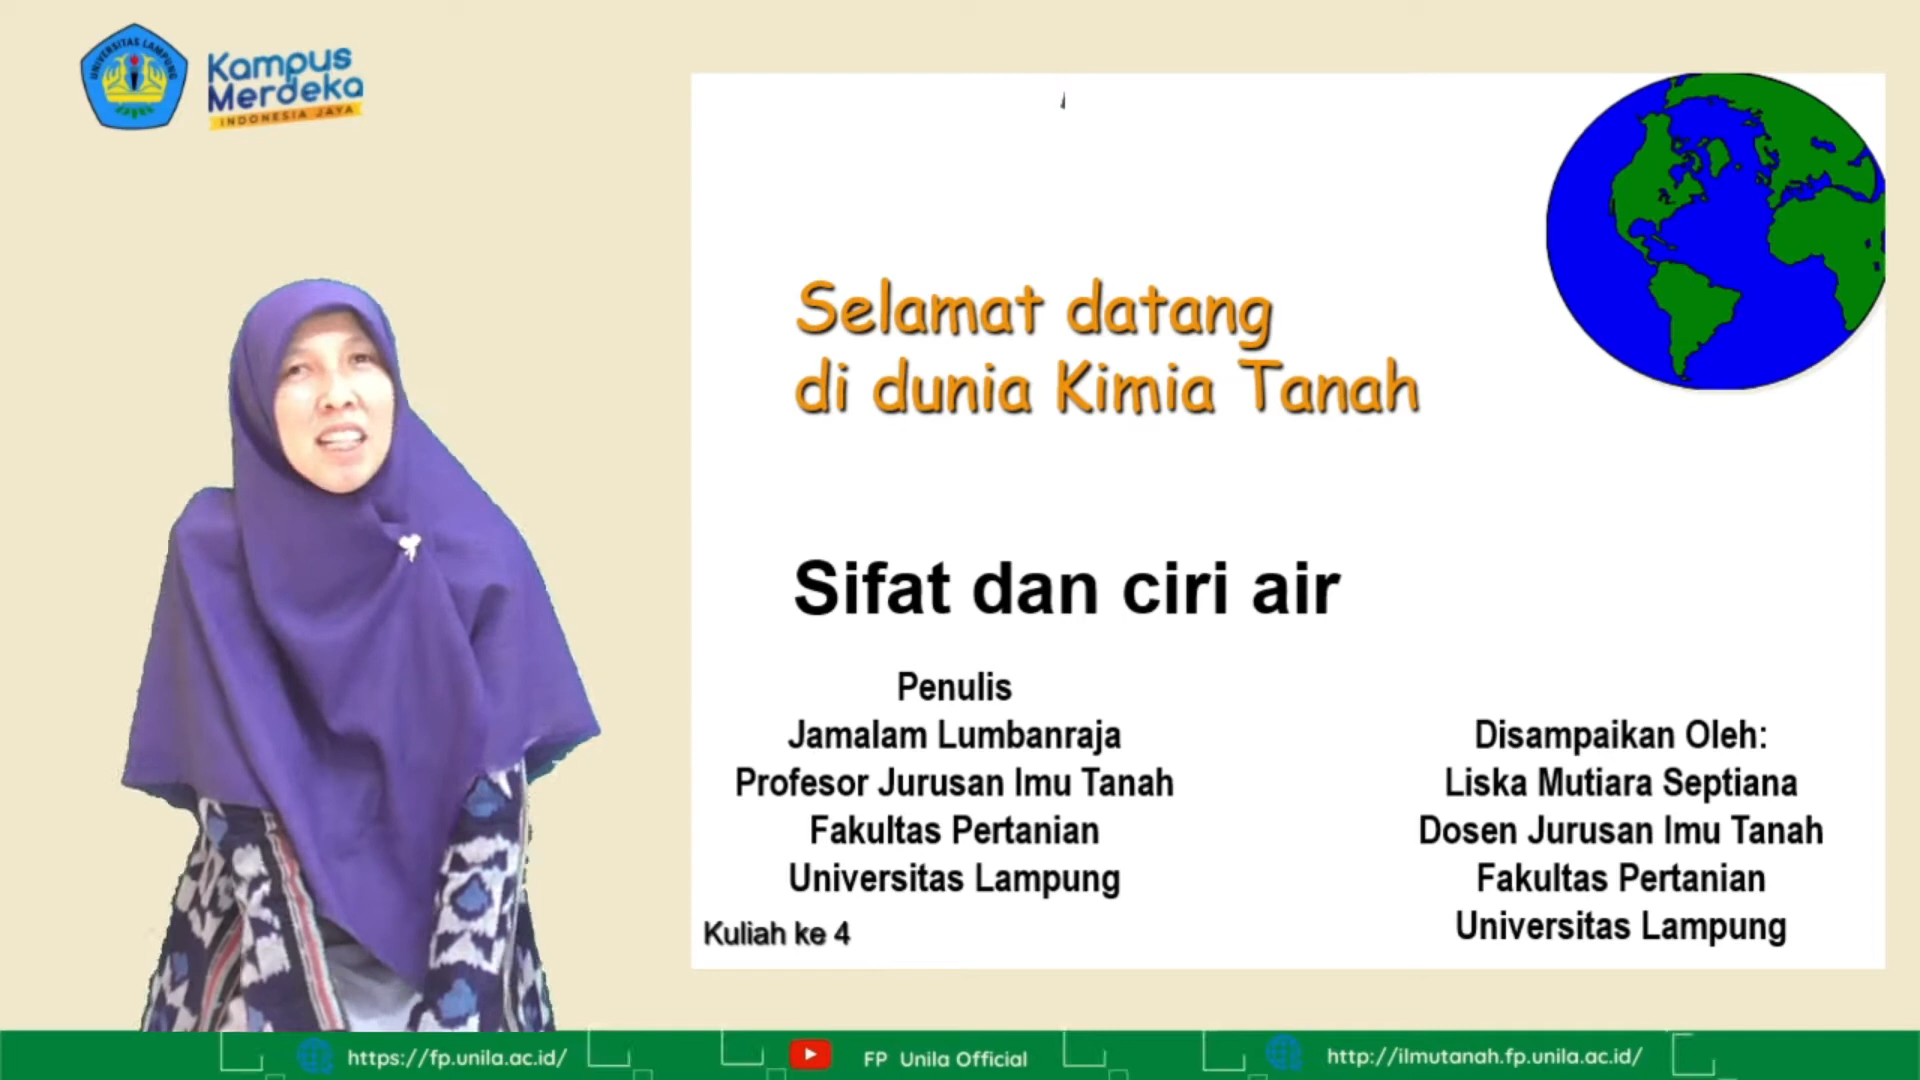 UNIVERSITAS LAMPUNG
Kampus
Merdeka
INDONESIA JAYA
Selamat datang
di dunia Kimia Tanah
Sifat dan ciri air
Penulis
Jamalam Lumbanraja
Profesor Jurusan Imu Tanah
Fakultas Pertanian
Universitas Lampung
Kuliah ke 4
Disampaikan Oleh:
Liska Mutiara Septiana
Dosen Jurusan Imu Tanah
Fakultas Pertanian
Universitas Lampung
https://fp.unila.ac.id/
FP Unila Official
http://ilmutanah.fp.unila.ac.id/